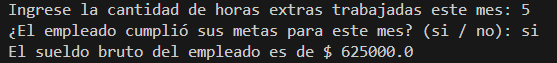 Ingrese la cantidad de horas extras trabajadas este mes: 5
¿El empleado cumplió sus metas para este mes? (si / no): si
El sueldo bruto del empleado es de $ 625000.0